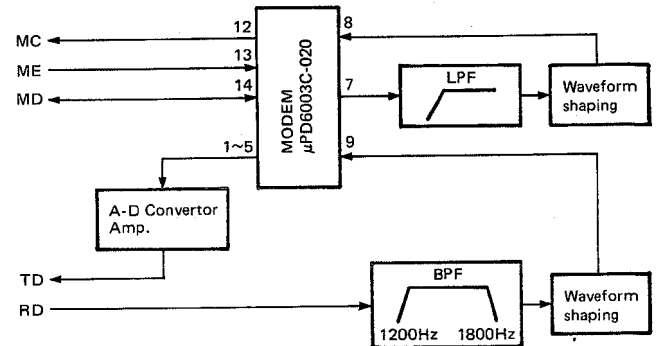 MC
12
8
ME
13
MD
14
MODEM
μPD6003C-020
7
LPF
Waveform
shaping
1~5
9
A-D Convertor
Amp.
TD
RD
BPF
1200Hz 1800Hz
Waveform
shaping